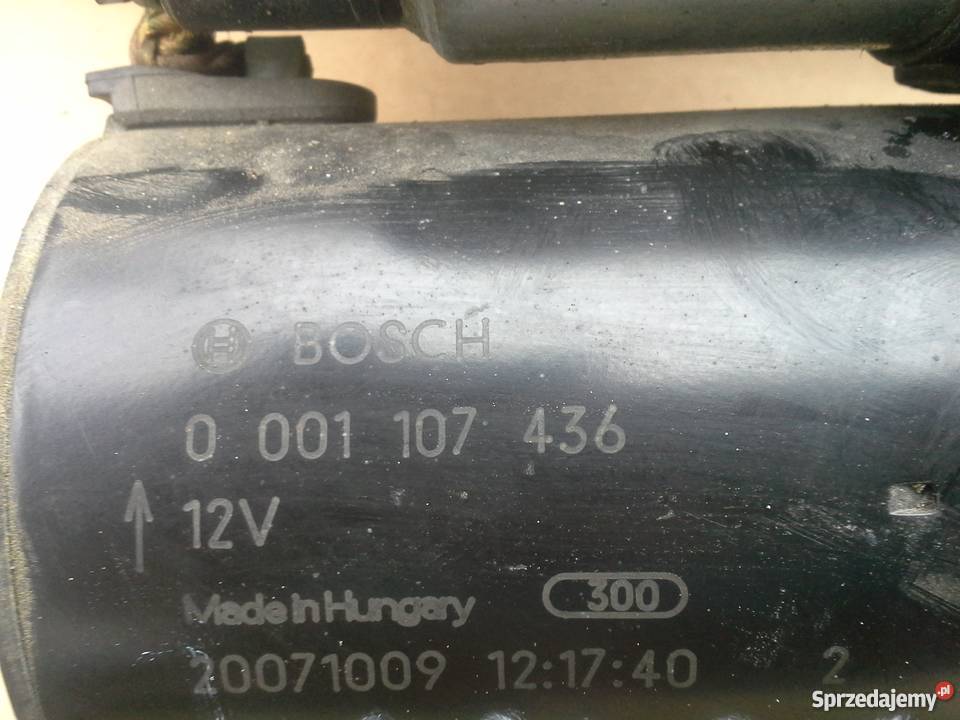 BOSCH
0 001 107 436
12V
Made in Hungary 300
20071009 12:17:40 2
Sprzedajemy.pl